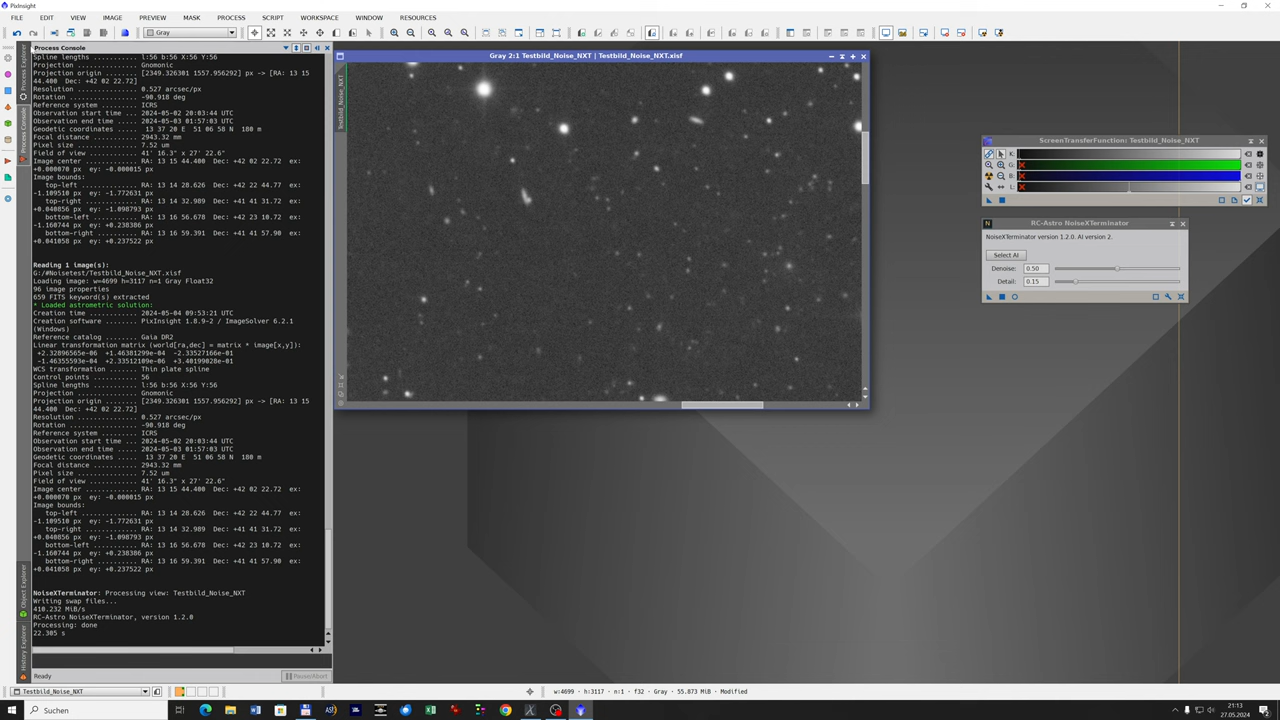 PixInsight
FILE EDIT VIEW IMAGE PREVIEW MASK PROCESS SCRIPT WORKSPACE WINDOW RESOURCES
Gray
Process Console
Process Explorer
Process Console
Object Explorer
History Explorer
Spline lengths ........ l:56 b:56 X:56 Y:56
Projection ............ Gnomonic
Projection origin ..... [2349.326301 1557.956292] px -> [RA: 13 15
44.400 Dec: +42 02 22.72]
Resolution ............ 0.527 arcsec/px
Rotation .............. -90.918 deg
Reference system ...... ICRS
Observation start time ... 2024-05-02 20:03:44 UTC
Observation end time ..... 2024-05-03 01:57:03 UTC
Geodetic coordinates ..... 13 37 20 E 51 06 58 N 180 m
Focal distance ........ 2943.32 mm
Pixel size ............ 7.52 um
Field of view ......... 41' 16.3" x 27' 22.6"
Image center .......... RA: 13 15 44.400 Dec: +42 02 22.72 ex:
+0.000070 px ey: -0.000015 px
Image bounds:
top-left ........... RA: 13 14 28.626 Dec: +42 22 44.77 ex:
-1.109510 px ey: -1.772631 px
top-right .......... RA: 13 14 32.989 Dec: +41 41 31.72 ex:
+0.040856 px ey: -1.098793 px
bottom-left ........ RA: 13 16 56.678 Dec: +42 23 10.72 ex:
-1.160744 px ey: +0.238386 px
bottom-right ....... RA: 13 16 59.391 Dec: +41 41 57.90 ex:
+0.041058 px ey: +0.237522 px
Reading 1 image(s):
G:/#Noisetest/Testbild_Noise_NXT.xisf
Loading image: w=4699 h=3117 n=1 Gray Float32
96 image properties
659 FITS keyword(s) extracted
* Loaded astrometric solution:
Creation time ......... 2024-05-04 09:53:21 UTC
Creation software ..... PixInsight 1.8.9-2 / ImageSolver 6.2.1
(Windows)
Reference catalog ..... Gaia DR2
Linear transformation matrix (world[ra,dec] = matrix * image[x,y]):
+2.32896565e-06 +1.46381299e-04 -2.33527166e-01
-1.46355593e-04 +2.33512109e-06 +3.40199028e-01
WCS transformation .... Thin plate spline
Control points ........ 56
Spline lengths ........ l:56 b:56 X:56 Y:56
Projection ............ Gnomonic
Projection origin ..... [2349.326301 1557.956292] px -> [RA: 13 15
44.400 Dec: +42 02 22.72]
Resolution ............ 0.527 arcsec/px
Rotation .............. -90.918 deg
Reference system ...... ICRS
Observation start time ... 2024-05-02 20:03:44 UTC
Observation end time ..... 2024-05-03 01:57:03 UTC
Geodetic coordinates ..... 13 37 20 E 51 06 58 N 180 m
Focal distance ........ 2943.32 mm
Pixel size ............ 7.52 um
Field of view ......... 41' 16.3" x 27' 22.6"
Image center .......... RA: 13 15 44.400 Dec: +42 02 22.72 ex:
+0.000070 px ey: -0.000015 px
Image bounds:
top-left ........... RA: 13 14 28.626 Dec: +42 22 44.77 ex:
-1.109510 px ey: -1.772631 px
top-right .......... RA: 13 14 32.989 Dec: +41 41 31.72 ex:
+0.040856 px ey: -1.098793 px
bottom-left ........ RA: 13 16 56.678 Dec: +42 23 10.72 ex:
-1.160744 px ey: +0.238386 px
bottom-right ....... RA: 13 16 59.391 Dec: +41 41 57.90 ex:
+0.041058 px ey: +0.237522 px
NoiseXTerminator: Processing view: Testbild_Noise_NXT
Writing swap files...
410.232 MiB/s
RC-Astro NoiseXTerminator, version 1.2.0
Processing: done
22.305 s
Ready
Pause/Abort
Gray 2:1 Testbild_Noise_NXT | Testbild_Noise_NXT.xisf
Testbild_Noise_NXT
ScreenTransferFunction: Testbild_Noise_NXT
K:
G:
B:
L:
N
RC-Astro NoiseXTerminator
NoiseXTerminator version 1.2.0. AI version 2.
Select AI
Denoise: 0.50
Detail: 0.15
Testbild_Noise_NXT
w:4699 · h:3117 · n:1 · f32 · Gray · 55.873 MiB · Modified
Suchen
21:13
27.05.2024